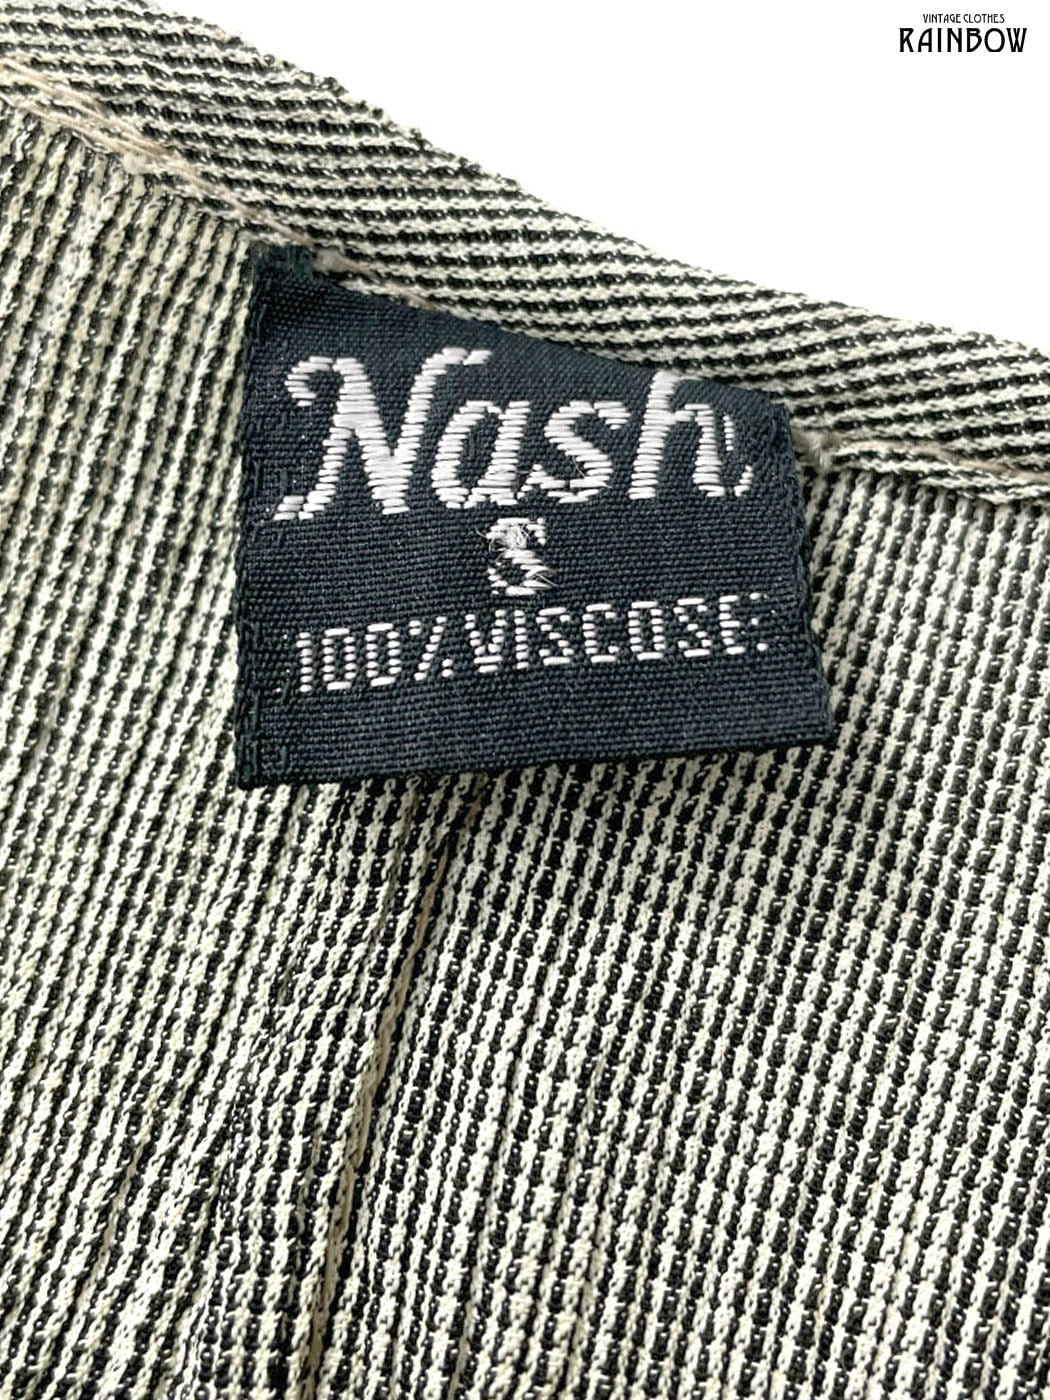 VINTAGE CLOTHES
RAINBOW
Nash
S
100% VISCOSE